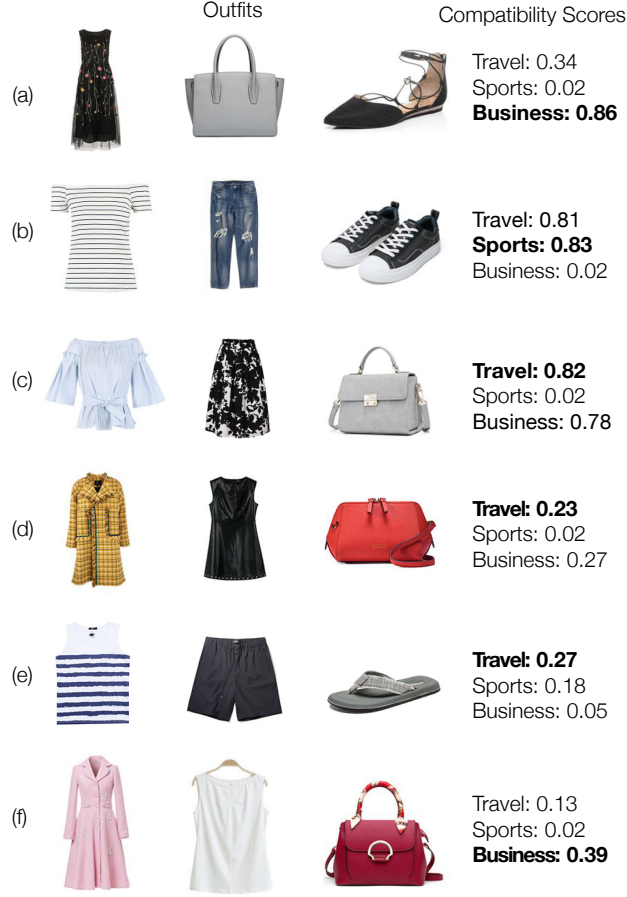 Outfits
Compatibility Scores
(a)
Travel: 0.34
Sports: 0.02
Business: 0.86
(b)
Travel: 0.81
Sports: 0.83
Business: 0.02
(c)
Travel: 0.82
Sports: 0.02
Business: 0.78
(d)
Travel: 0.23
Sports: 0.02
Business: 0.27
(e)
Travel: 0.27
Sports: 0.18
Business: 0.05
(f)
Travel: 0.13
Sports: 0.02
Business: 0.39